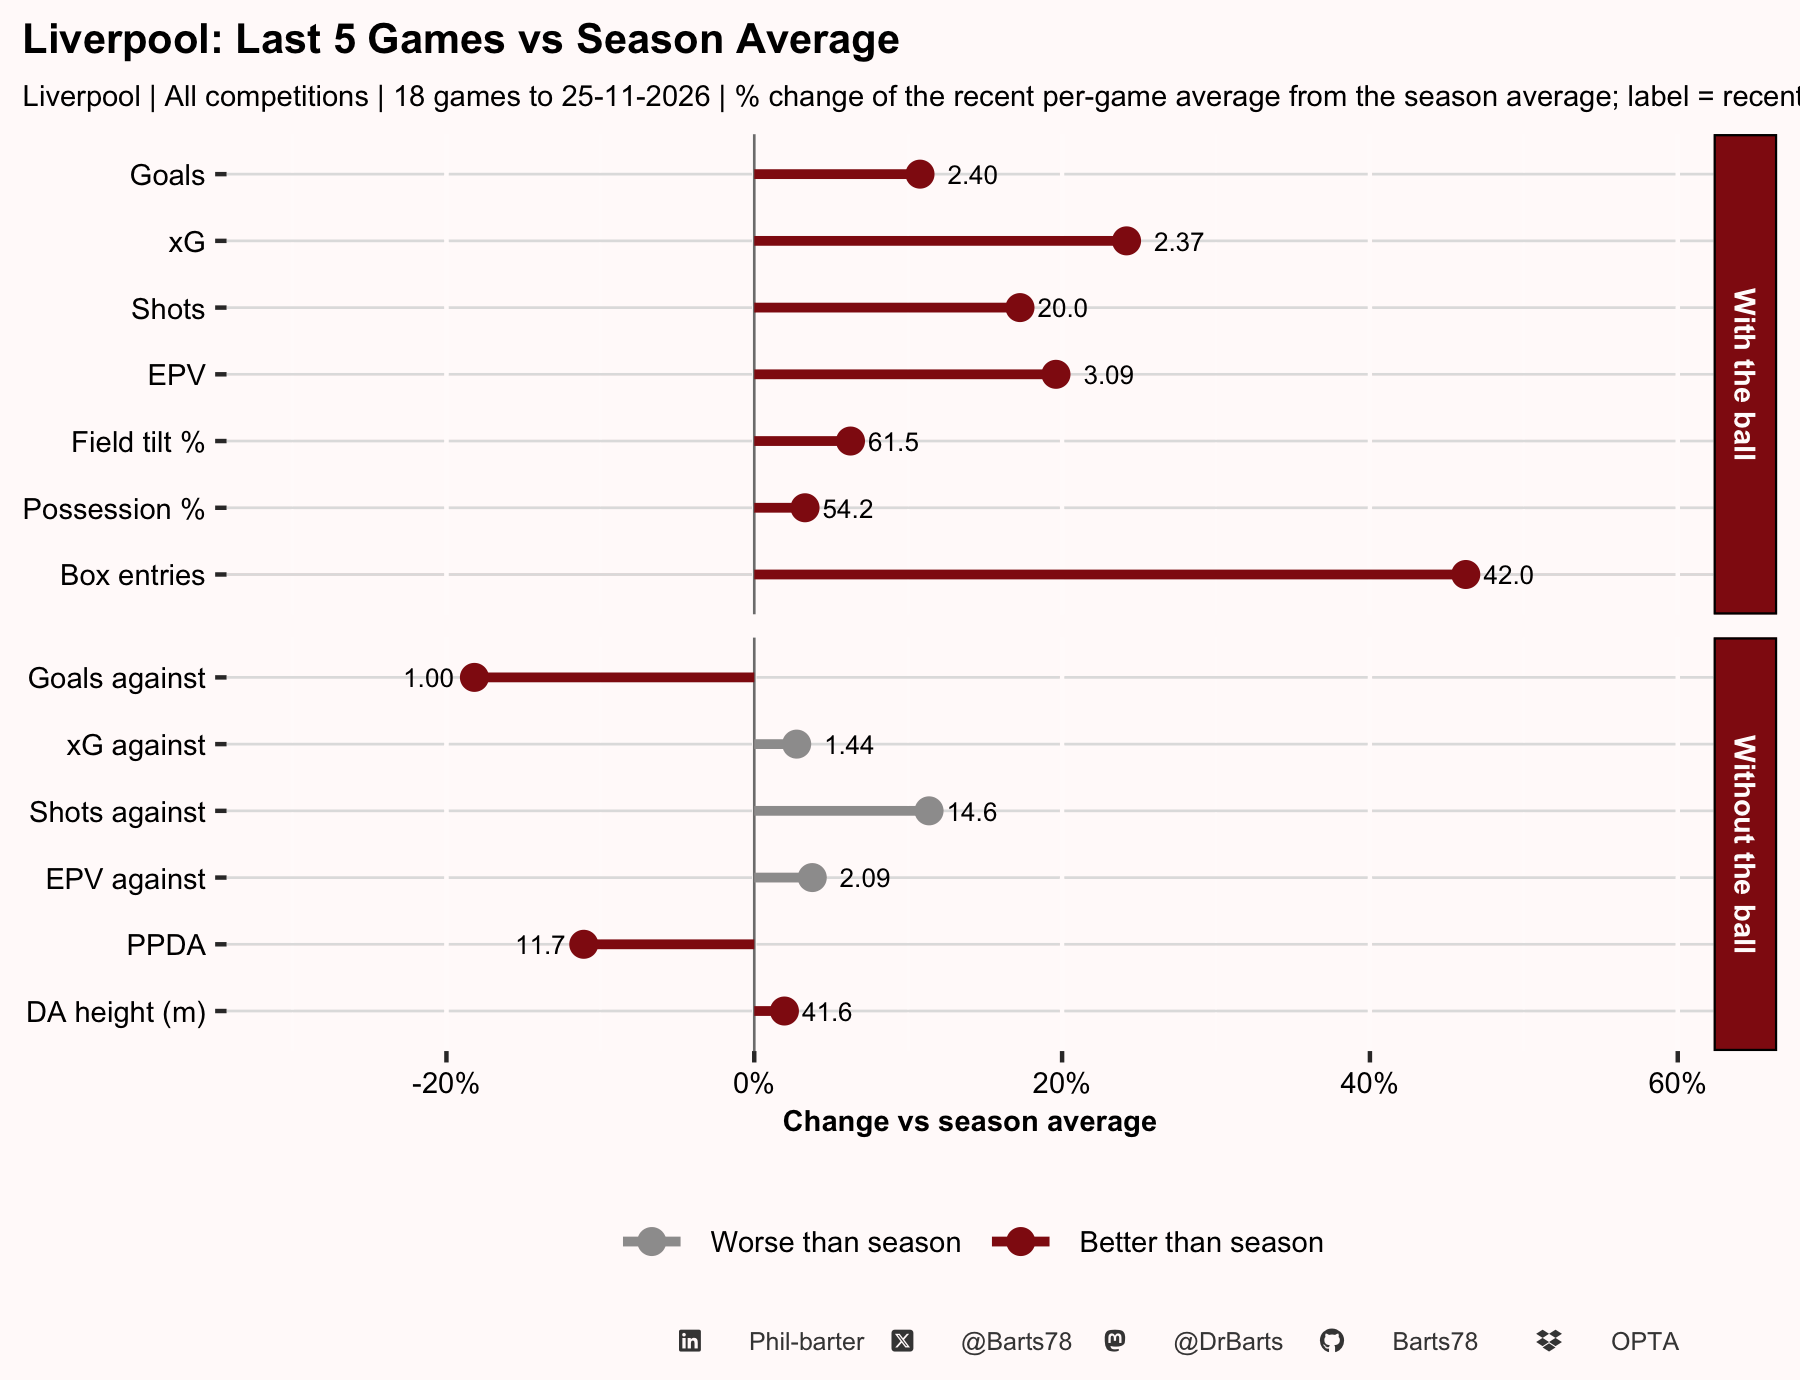 Liverpool: Last 5 Games vs Season Average
Liverpool | All competitions | 18 games to 25-11-2026 | % change of the recent per-game average from the season average; label = recent
Goals 2.40
xG 2.37
Shots 20.0
EPV 3.09
Field tilt % 61.5
Possession % 54.2
Box entries 42.0
With the ball
Goals against 1.00
xG against 1.44
Shots against 14.6
EPV against 2.09
PPDA 11.7
DA height (m) 41.6
Without the ball
-20% 0% 20% 40% 60%
Change vs season average
Worse than season Better than season
Phil-barter @Barts78 @DrBarts Barts78 OPTA